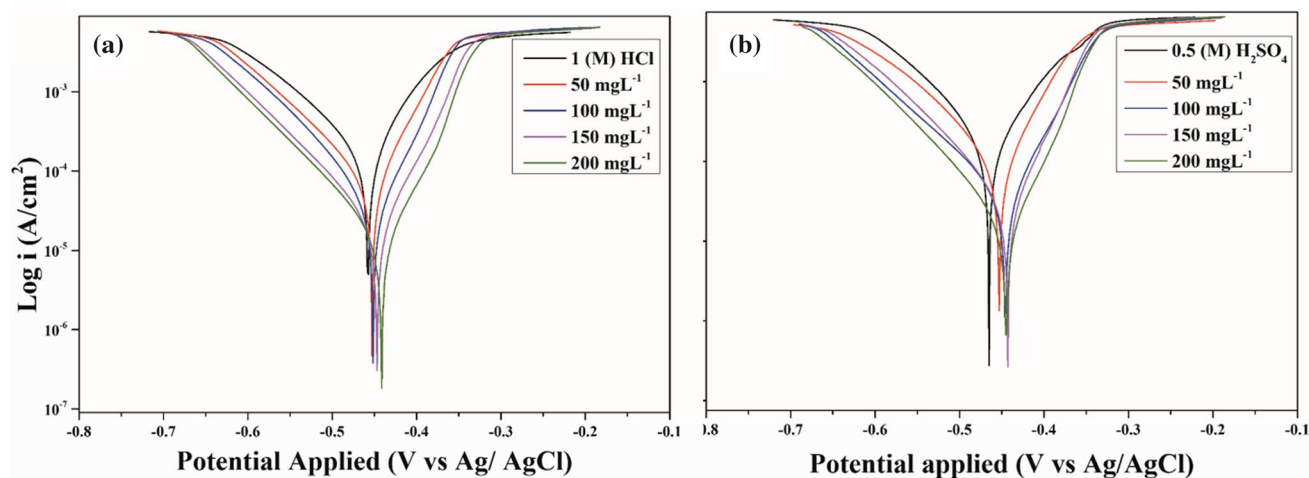 (a)
1 (M) HCl
50 mgL⁻¹
100 mgL⁻¹
150 mgL⁻¹
200 mgL⁻¹
Log i (A/cm²)
10⁻³
10⁻⁴
10⁻⁵
10⁻⁶
10⁻⁷
-0.8 -0.7 -0.6 -0.5 -0.4 -0.3 -0.2 -0.1
Potential Applied (V vs Ag/ AgCl)
(b)
0.5 (M) H₂SO₄
50 mgL⁻¹
100 mgL⁻¹
150 mgL⁻¹
200 mgL⁻¹
0.8 -0.7 -0.6 -0.5 -0.4 -0.3 -0.2 -0.1
Potential applied (V vs Ag/AgCl)